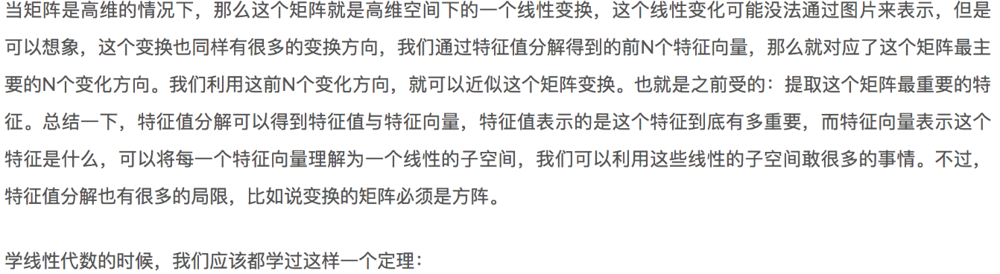 当矩阵是高维的情况下，那么这个矩阵就是高维空间下的一个线性变换，这个线性变化可能没法通过图片来表示，但是
可以想象，这个变换也同样有很多的变换方向，我们通过特征值分解得到的前N个特征向量，那么就对应了这个矩阵最主
要的N个变化方向。我们利用这前N个变化方向，就可以近似这个矩阵变换。也就是之前受的：提取这个矩阵最重要的特
征。总结一下，特征值分解可以得到特征值与特征向量，特征值表示的是这个特征到底有多重要，而特征向量表示这个
特征是什么，可以将每一个特征向量理解为一个线性的子空间，我们可以利用这些线性的子空间敢很多的事情。不过，
特征值分解也有很多的局限，比如说变换的矩阵必须是方阵。
学线性代数的时候，我们应该都学过这样一个定理：